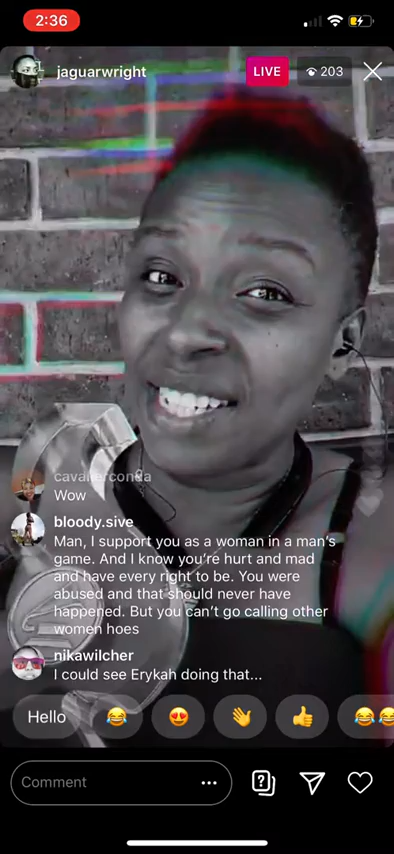 2:36
jaguarwright
LIVE
203
cavalierconda
Wow
bloody.sive
Man, I support you as a woman in a man's
game. And I know you're hurt and mad
and have every right to be. You were
abused and that should never have
happened. But you can't go calling other
women hoes
nikawilcher
I could see Erykah doing that...
Hello
Comment